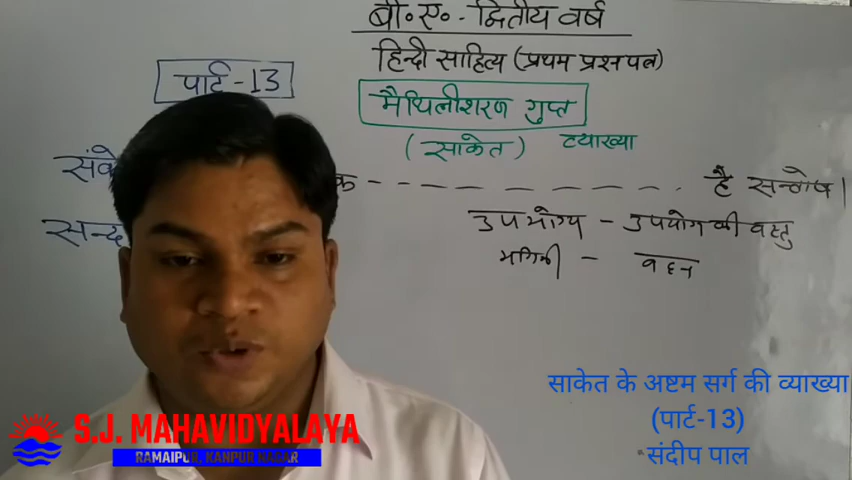 बी॰ए॰ - द्वितीय वर्ष
हिन्दी साहित्य (प्रथम प्रश्नपत्र)
पार्ट -13
मैथिलीशरण गुप्त
(साकेत) व्याख्या
है सन्तोष।
उपभोग्य - उपयोग की वस्तु
भगिनी - बहन
साकेत के अष्टम सर्ग की व्याख्या
(पार्ट-13)
संदीप पाल
S.J. MAHAVIDYALAYA
RAMAIPUR, KANPUR NAGAR